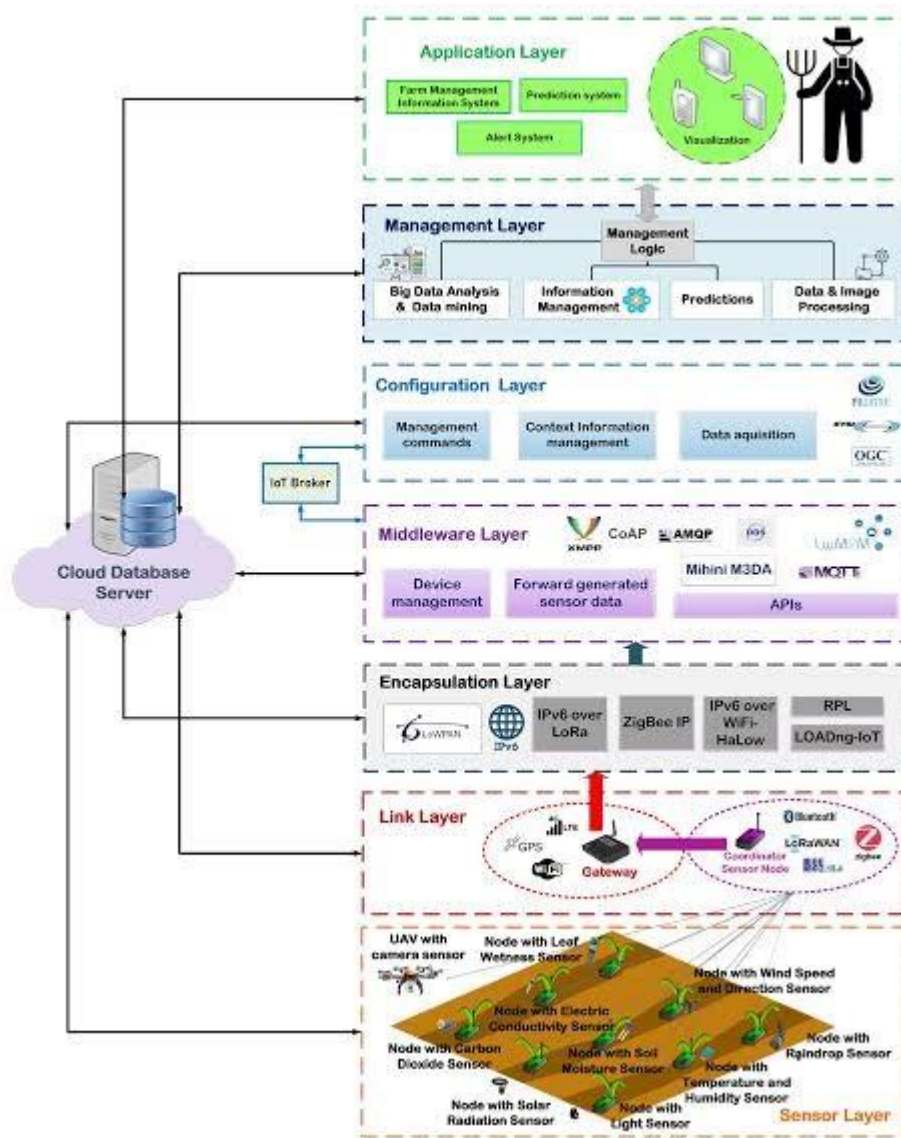 Application Layer
Farm Management
Information System
Prediction system
Alert System
Visualization
Management Layer
Management
Logic
Big Data Analysis
& Data mining
Information
Management
Predictions
Data & Image
Processing
Configuration Layer
Management
commands
Context Information
management
Data aquisition
OGC
IoT Broker
Cloud Database
Server
Middleware Layer
XMPP
CoAP
AMQP
Mihini M3DA
MQTT
Device
management
Forward generated
sensor data
APIs
Encapsulation Layer
6LoWPAN
IPv6
IPv6 over
LoRa
ZigBee IP
IPv6 over
WiFi-
HaLow
RPL
LOADng-IoT
Link Layer
4G LTE
GPS
WiFi
Gateway
Coordinator
Sensor Node
Bluetooth
LoRaWAN
zigbee
UAV with
camera sensor
Node with Leaf
Wetness Sensor
Node with Wind Speed
and Direction Sensor
Node with Electric
Conductivity Sensor
Node with Carbon
Dioxide Sensor
Node with Soil
Moisture Sensor
Node with
Raindrop Sensor
Node with
Temperature and
Humidity Sensor
Node with Solar
Radiation Sensor
Node with
Light Sensor
Sensor Layer